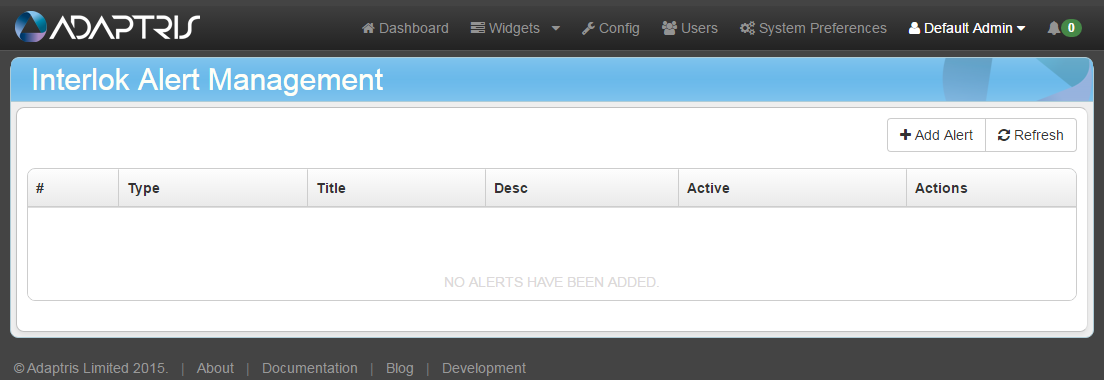 ADAPTRIS Dashboard Widgets Config Users System Preferences Default Admin 0
Interlok Alert Management
Add Alert Refresh
# Type Title Desc Active Actions
NO ALERTS HAVE BEEN ADDED.
© Adaptris Limited 2015. | About | Documentation | Blog | Development